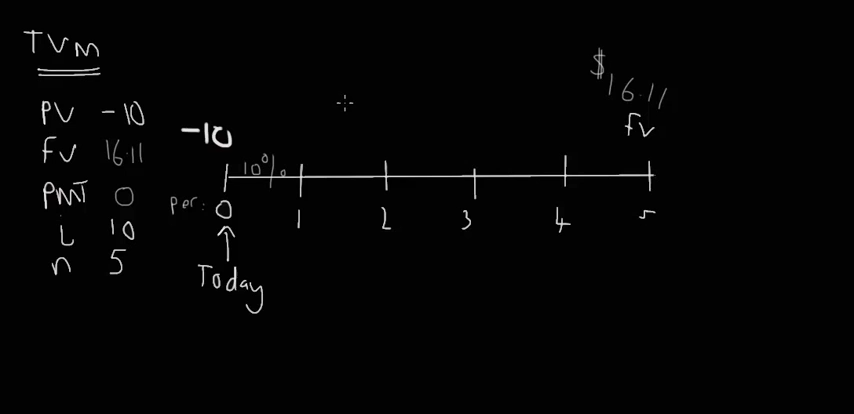 TVM
$16.11
PV -10
FV
-10
FV 16.11
10%
PMT 0
per: 0 1 2 3 4 5
i 10
n 5
Today